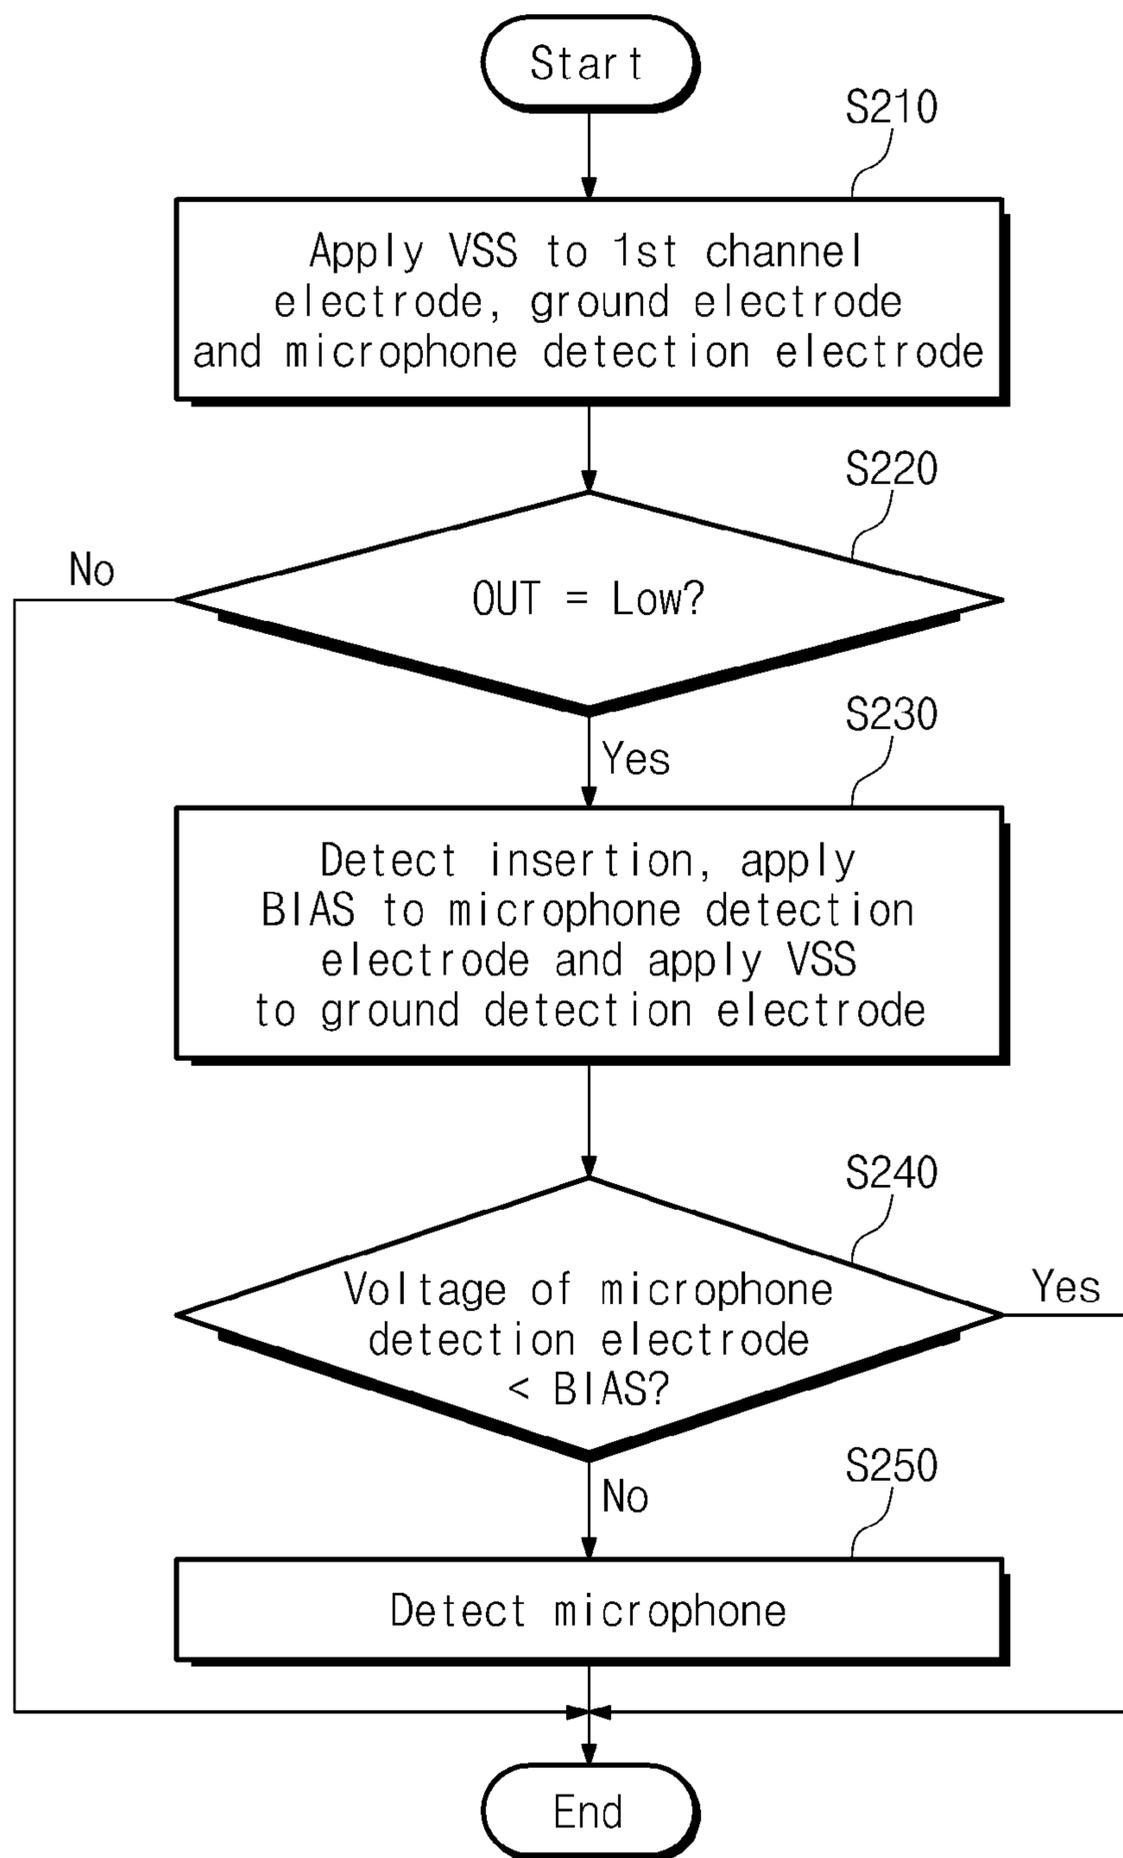 Start
S210
Apply VSS to 1st channel
electrode, ground electrode
and microphone detection electrode
S220
No
OUT = Low?
S230
Yes
Detect insertion, apply
BIAS to microphone detection
electrode and apply VSS
to ground detection electrode
S240
Yes
Voltage of microphone
detection electrode
< BIAS?
S250
No
Detect microphone
End